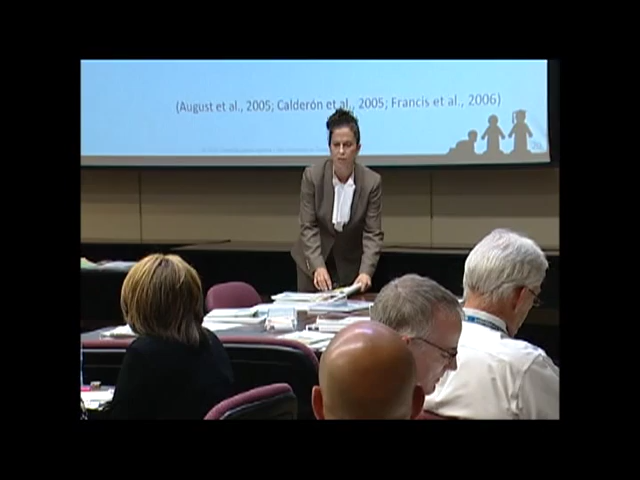 (August et al., 2005; Calderón et al., 2005; Francis et al., 2006)